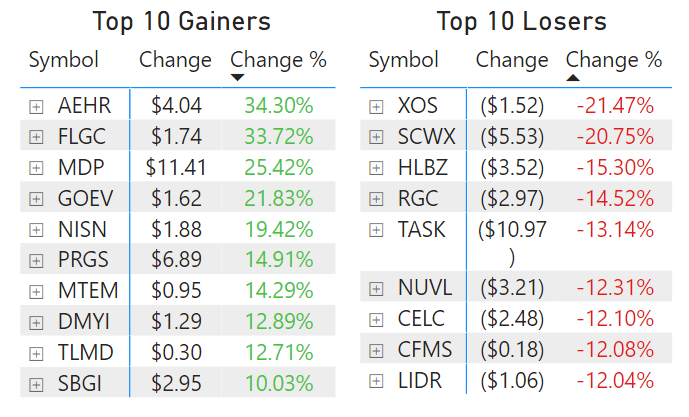 Top 10 Gainers
Symbol Change Change %
AEHR $4.04 34.30%
FLGC $1.74 33.72%
MDP $11.41 25.42%
GOEV $1.62 21.83%
NISN $1.88 19.42%
PRGS $6.89 14.91%
MTEM $0.95 14.29%
DMYI $1.29 12.89%
TLMD $0.30 12.71%
SBGI $2.95 10.03%
Top 10 Losers
Symbol Change Change %
XOS ($1.52) -21.47%
SCWX ($5.53) -20.75%
HLBZ ($3.52) -15.30%
RGC ($2.97) -14.52%
TASK ($10.97 -13.14%
)
NUVL ($3.21) -12.31%
CELC ($2.48) -12.10%
CFMS ($0.18) -12.08%
LIDR ($1.06) -12.04%